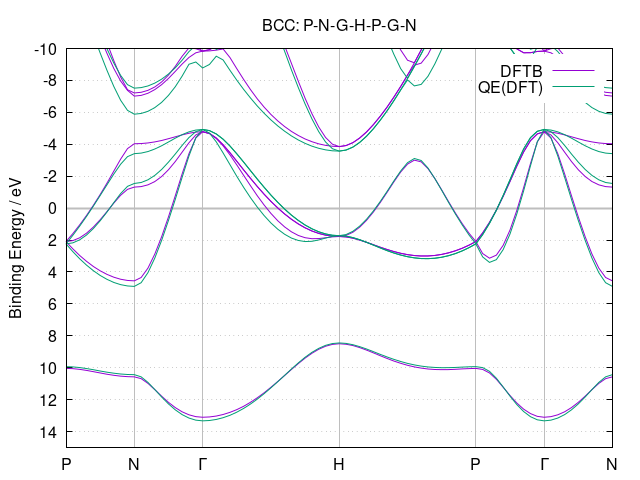 BCC: P-N-G-H-P-G-N
DFTB
QE(DFT)
Binding Energy / eV
-10
-8
-6
-4
-2
0
2
4
6
8
10
12
14
P N Γ H P Γ N